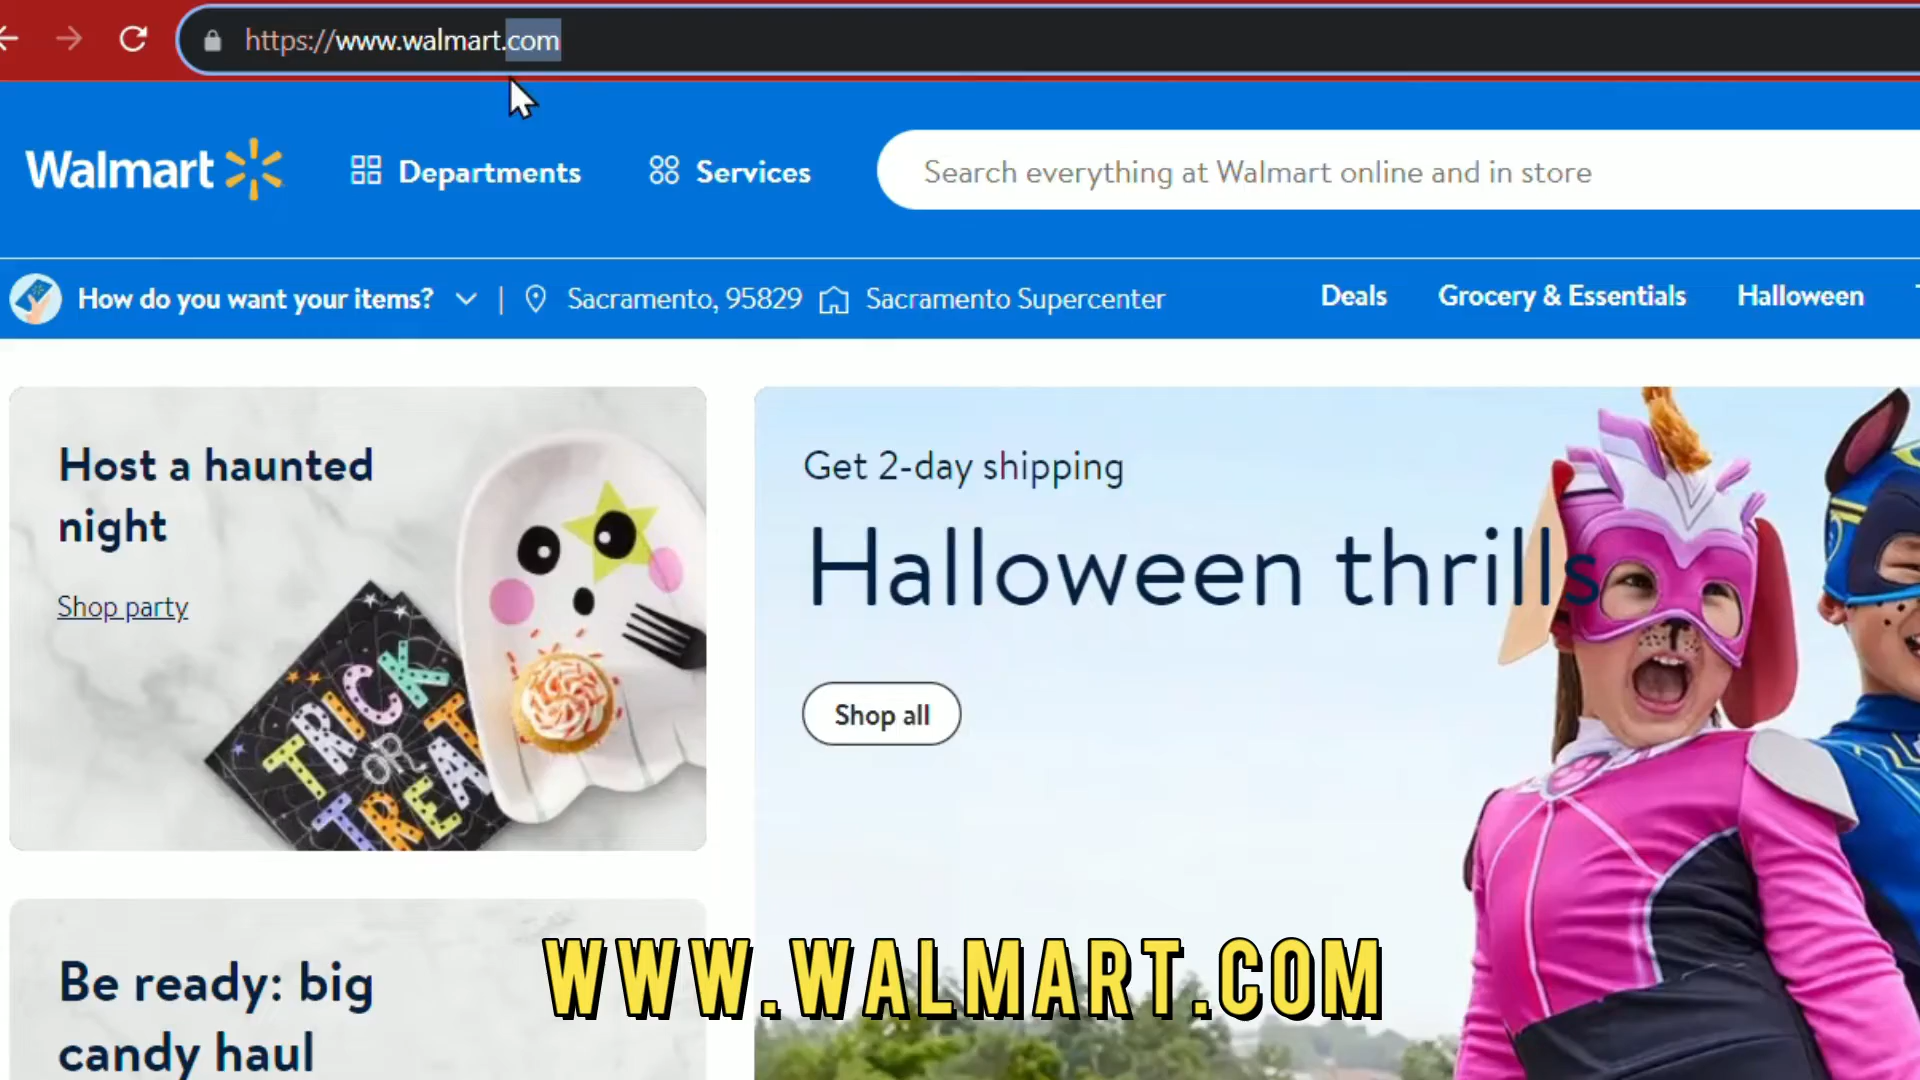 https://www.walmart.com
Walmart
Departments
Services
Search everything at Walmart online and in store
How do you want your items?
Sacramento, 95829
Sacramento Supercenter
Deals
Grocery & Essentials
Halloween
Host a haunted
night
Shop party
TRICK
OR
TREAT
Get 2-day shipping
Halloween thrills
Shop all
Be ready: big
candy haul
WWW.WALMART.COM